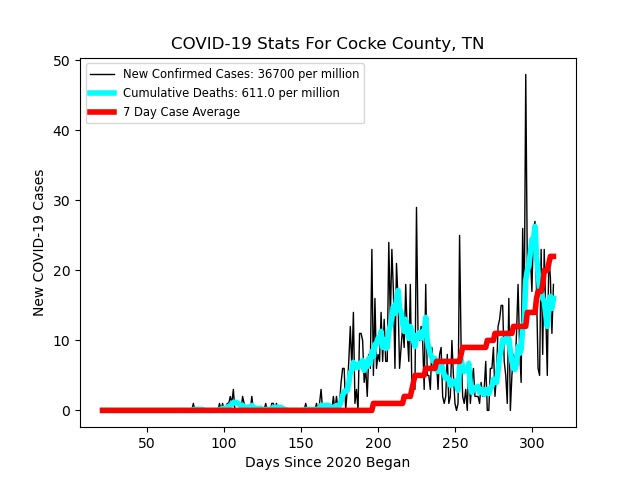 COVID-19 Stats For Cocke County, TN
New Confirmed Cases: 36700 per million
Cumulative Deaths: 611.0 per million
7 Day Case Average
50
40
30
20
10
0
New COVID-19 Cases
50 100 150 200 250 300
Days Since 2020 Began